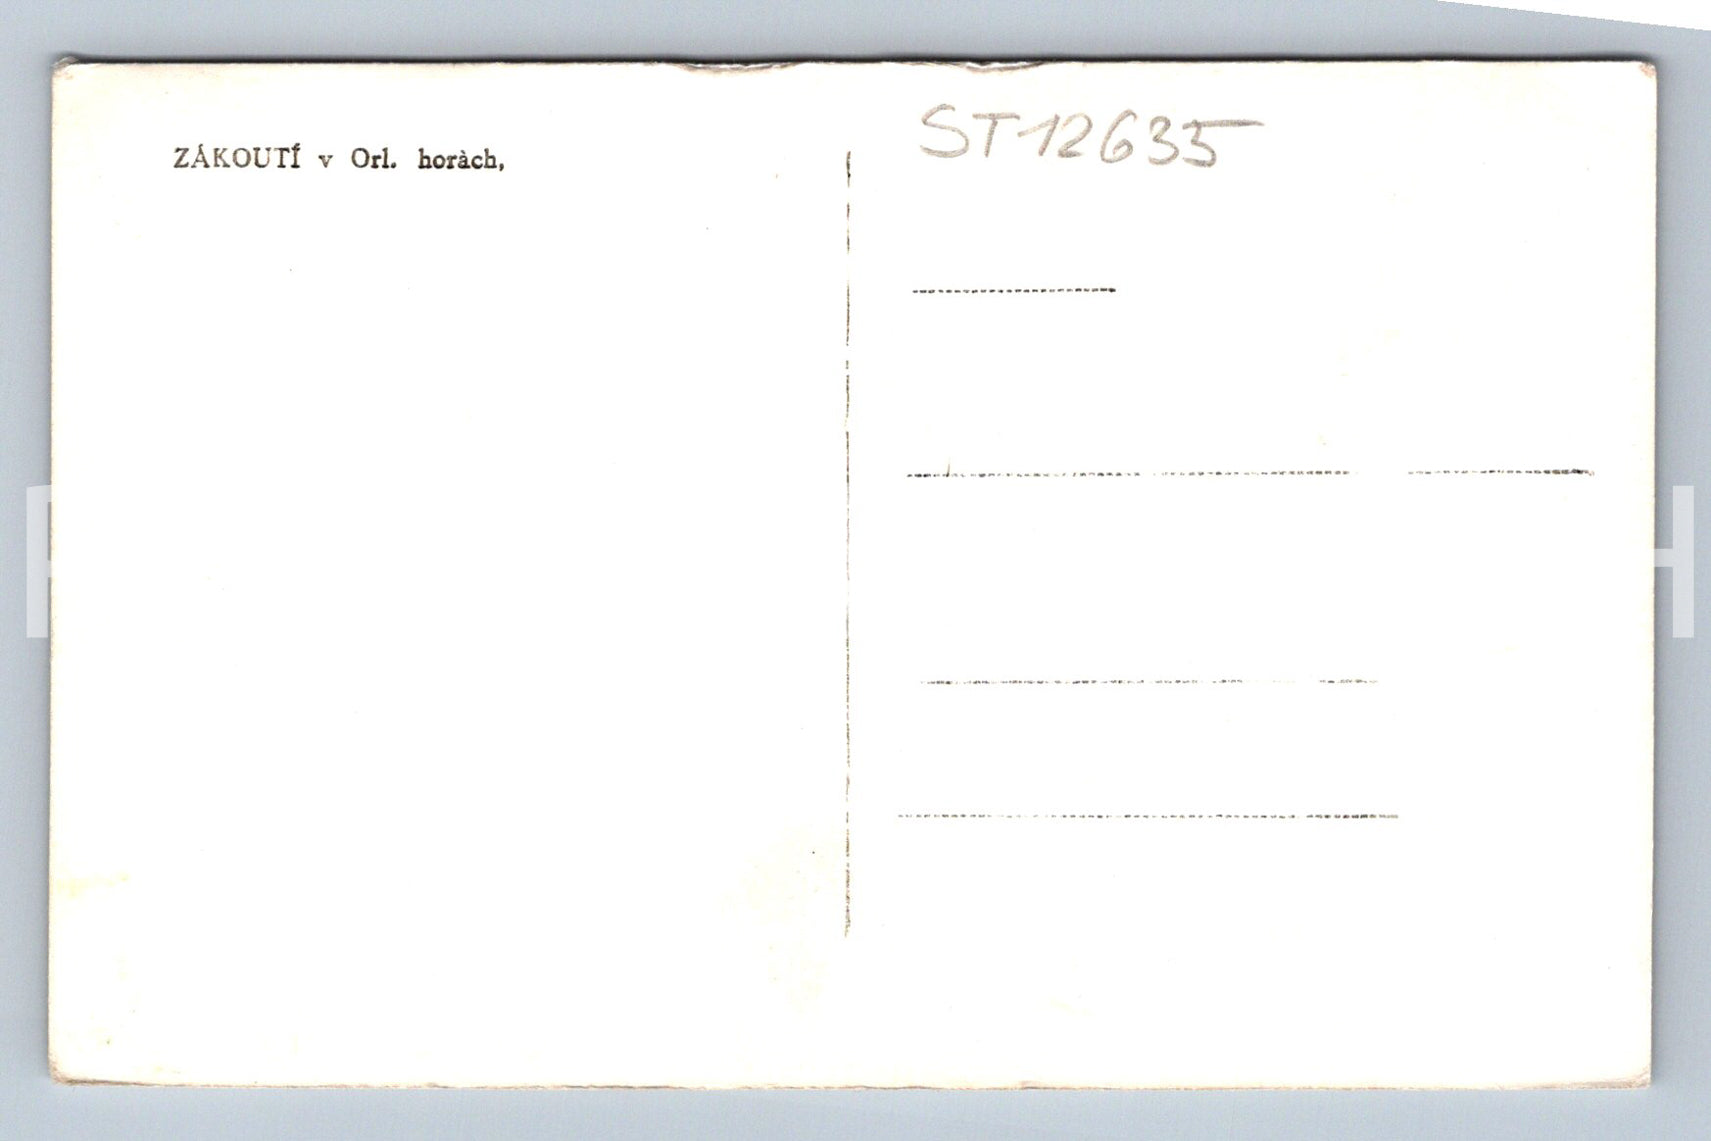 ZÁKOUTÍ v Orl. horàch,
ST12635